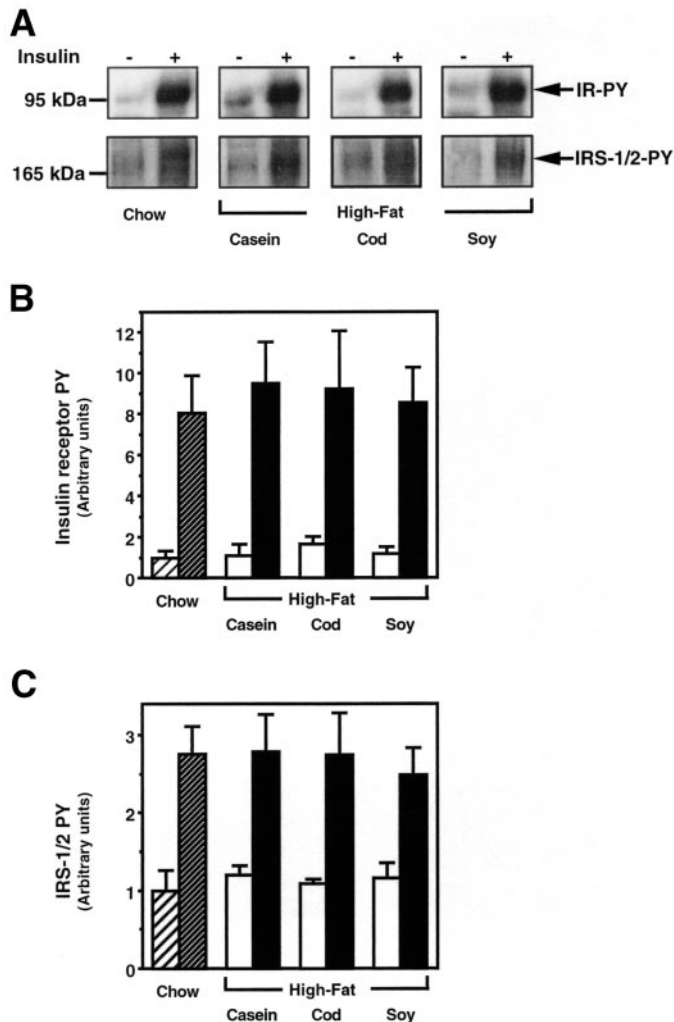 A
Insulin - + - + - + - +
95 kDa IR-PY
165 kDa IRS-1/2-PY
Chow High-Fat
Casein Cod Soy
B
Insulin receptor PY
(Arbitrary units)
12
10
8
6
4
2
0
Chow High-Fat
Casein Cod Soy
C
IRS-1/2 PY
(Arbitrary units)
3
2
1
0
Chow High-Fat
Casein Cod Soy